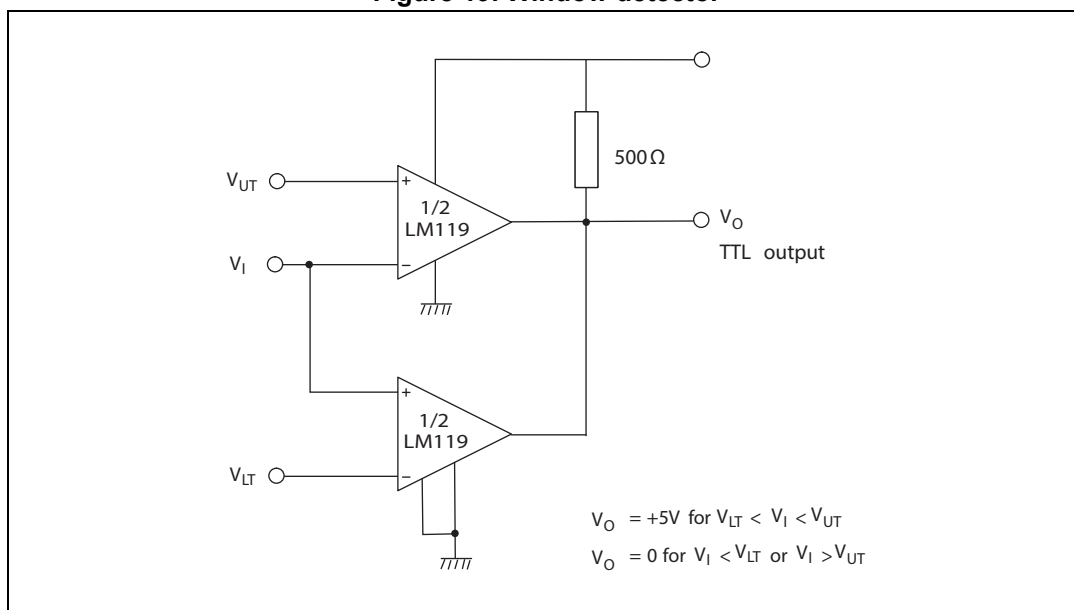 Figure 10. Window detector
500Ω
V_UT
+
1/2
LM119
V_O
TTL output
V_I
−
+
1/2
LM119
V_LT
−
V_O = +5V for V_LT < V_I < V_UT
V_O = 0 for V_I < V_LT or V_I > V_UT